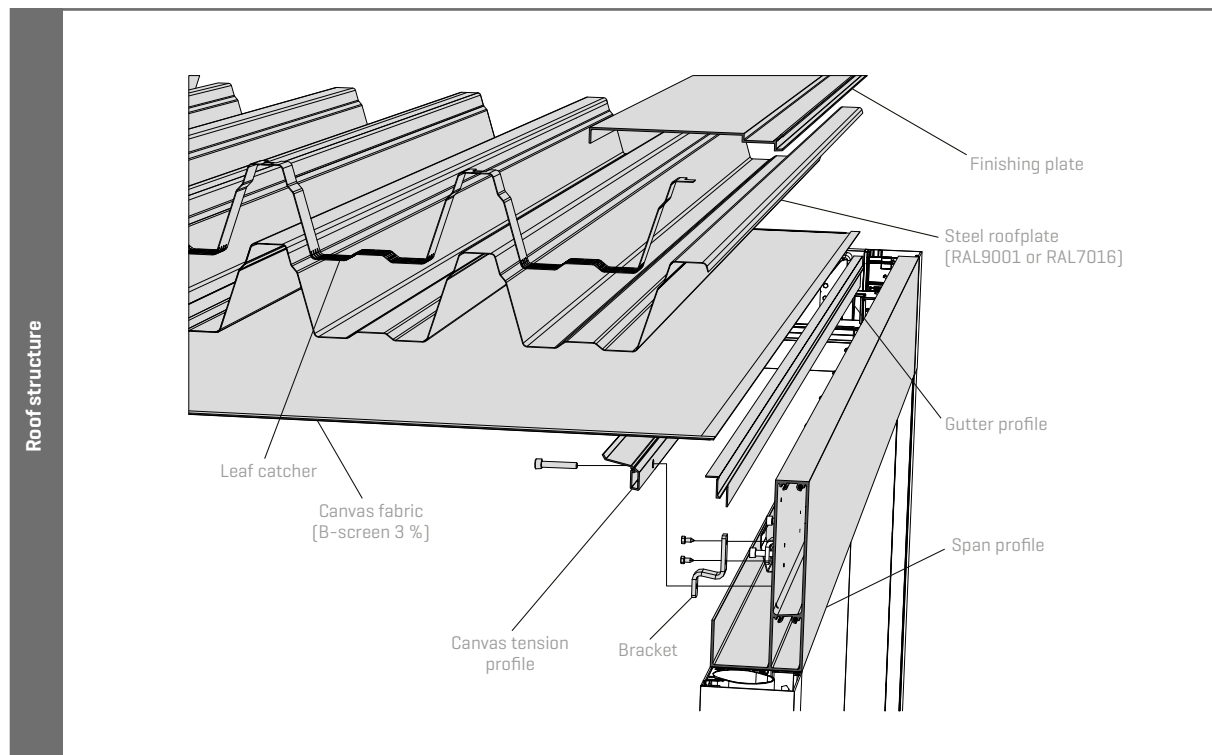 Roof structure
Finishing plate
Steel roofplate
(RAL9001 or RAL7016)
Gutter profile
Leaf catcher
Canvas fabric
(B-screen 3 %)
Span profile
Canvas tension
profile
Bracket